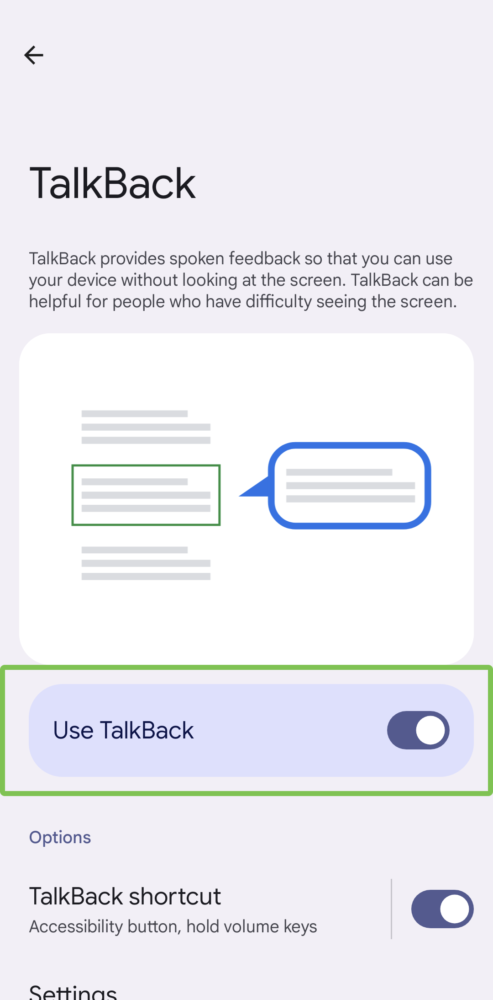 TalkBack
TalkBack provides spoken feedback so that you can use
your device without looking at the screen. TalkBack can be
helpful for people who have difficulty seeing the screen.
Use TalkBack
Options
TalkBack shortcut
Accessibility button, hold volume keys
Settings